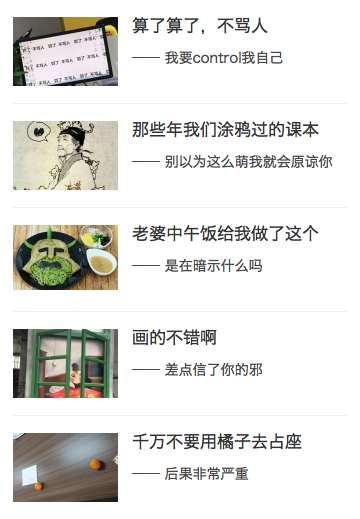 算了算了，不骂人
—— 我要control我自己
那些年我们涂鸦过的课本
—— 别以为这么萌我就会原谅你
老婆中午饭给我做了这个
—— 是在暗示什么吗
画的不错啊
—— 差点信了你的邪
千万不要用橘子去占座
—— 后果非常严重